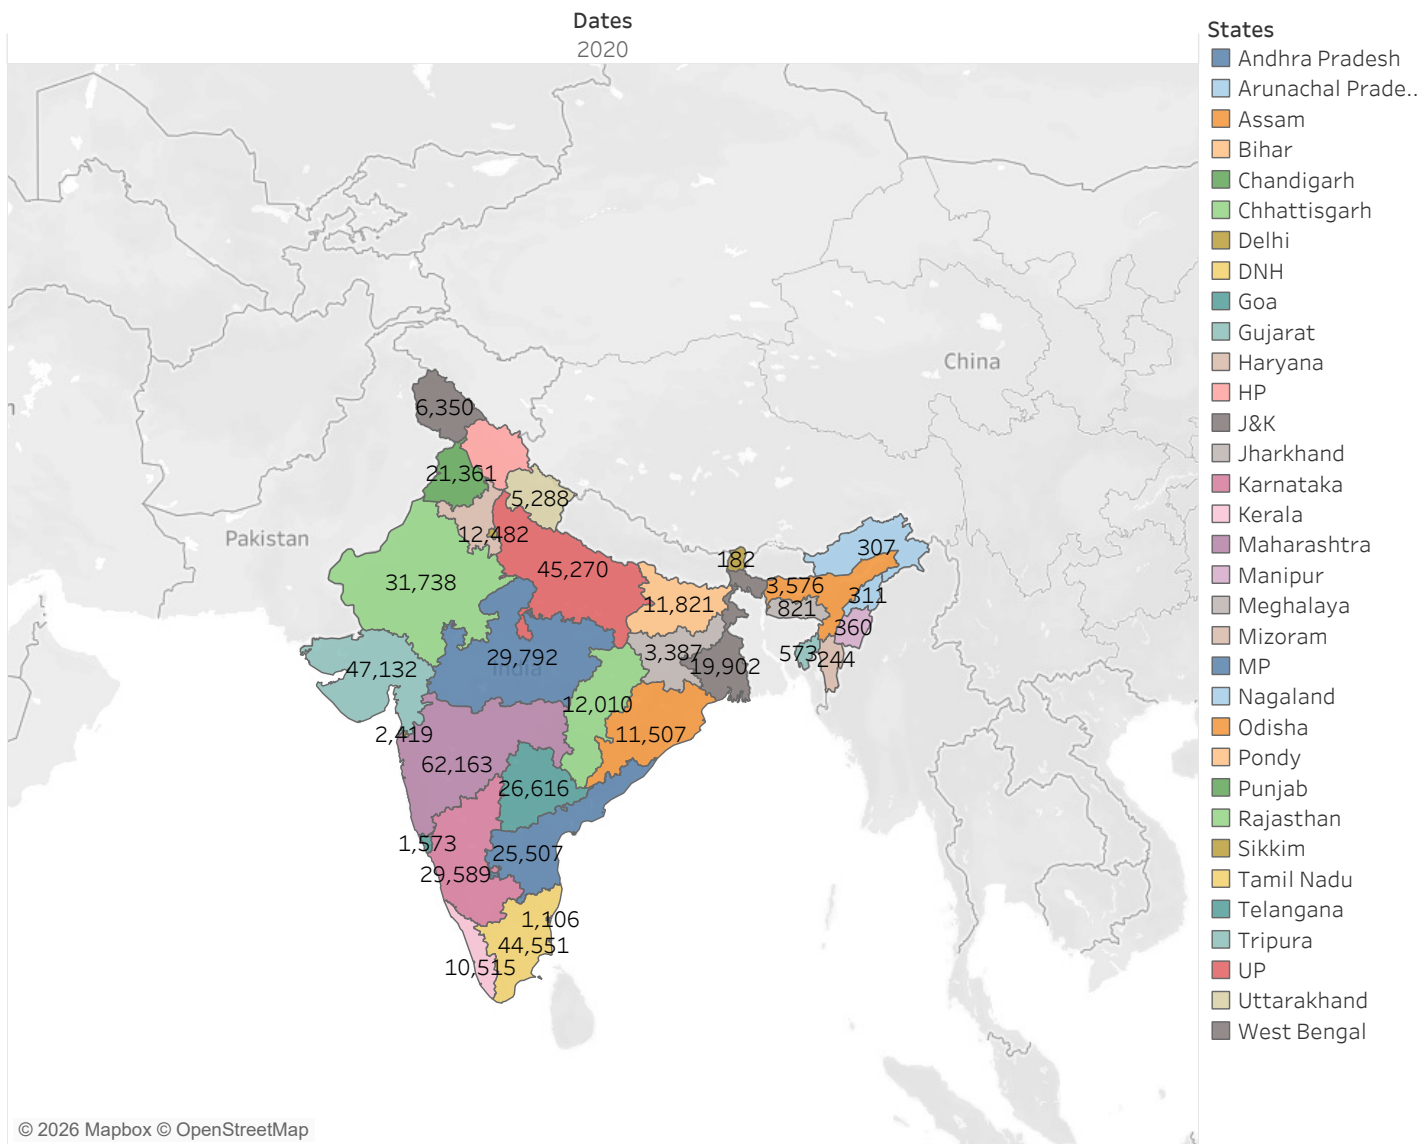 Dates
2020
States
Andhra Pradesh
Arunachal Prade..
Assam
Bihar
Chandigarh
Chhattisgarh
Delhi
DNH
Goa
Gujarat
Haryana
HP
J&K
Jharkhand
Karnataka
Kerala
Maharashtra
Manipur
Meghalaya
Mizoram
MP
Nagaland
Odisha
Pondy
Punjab
Rajasthan
Sikkim
Tamil Nadu
Telangana
Tripura
UP
Uttarakhand
West Bengal
China
6,350
21,361
5,288
12,482
Pakistan
307
182
45,270
31,738
3,576
311
11,821
821
360
3,387
573
244
29,792
India
19,902
47,132
12,010
2,419
11,507
62,163
26,616
1,573
25,507
29,589
1,106
44,551
10,515
© 2026 Mapbox © OpenStreetMap